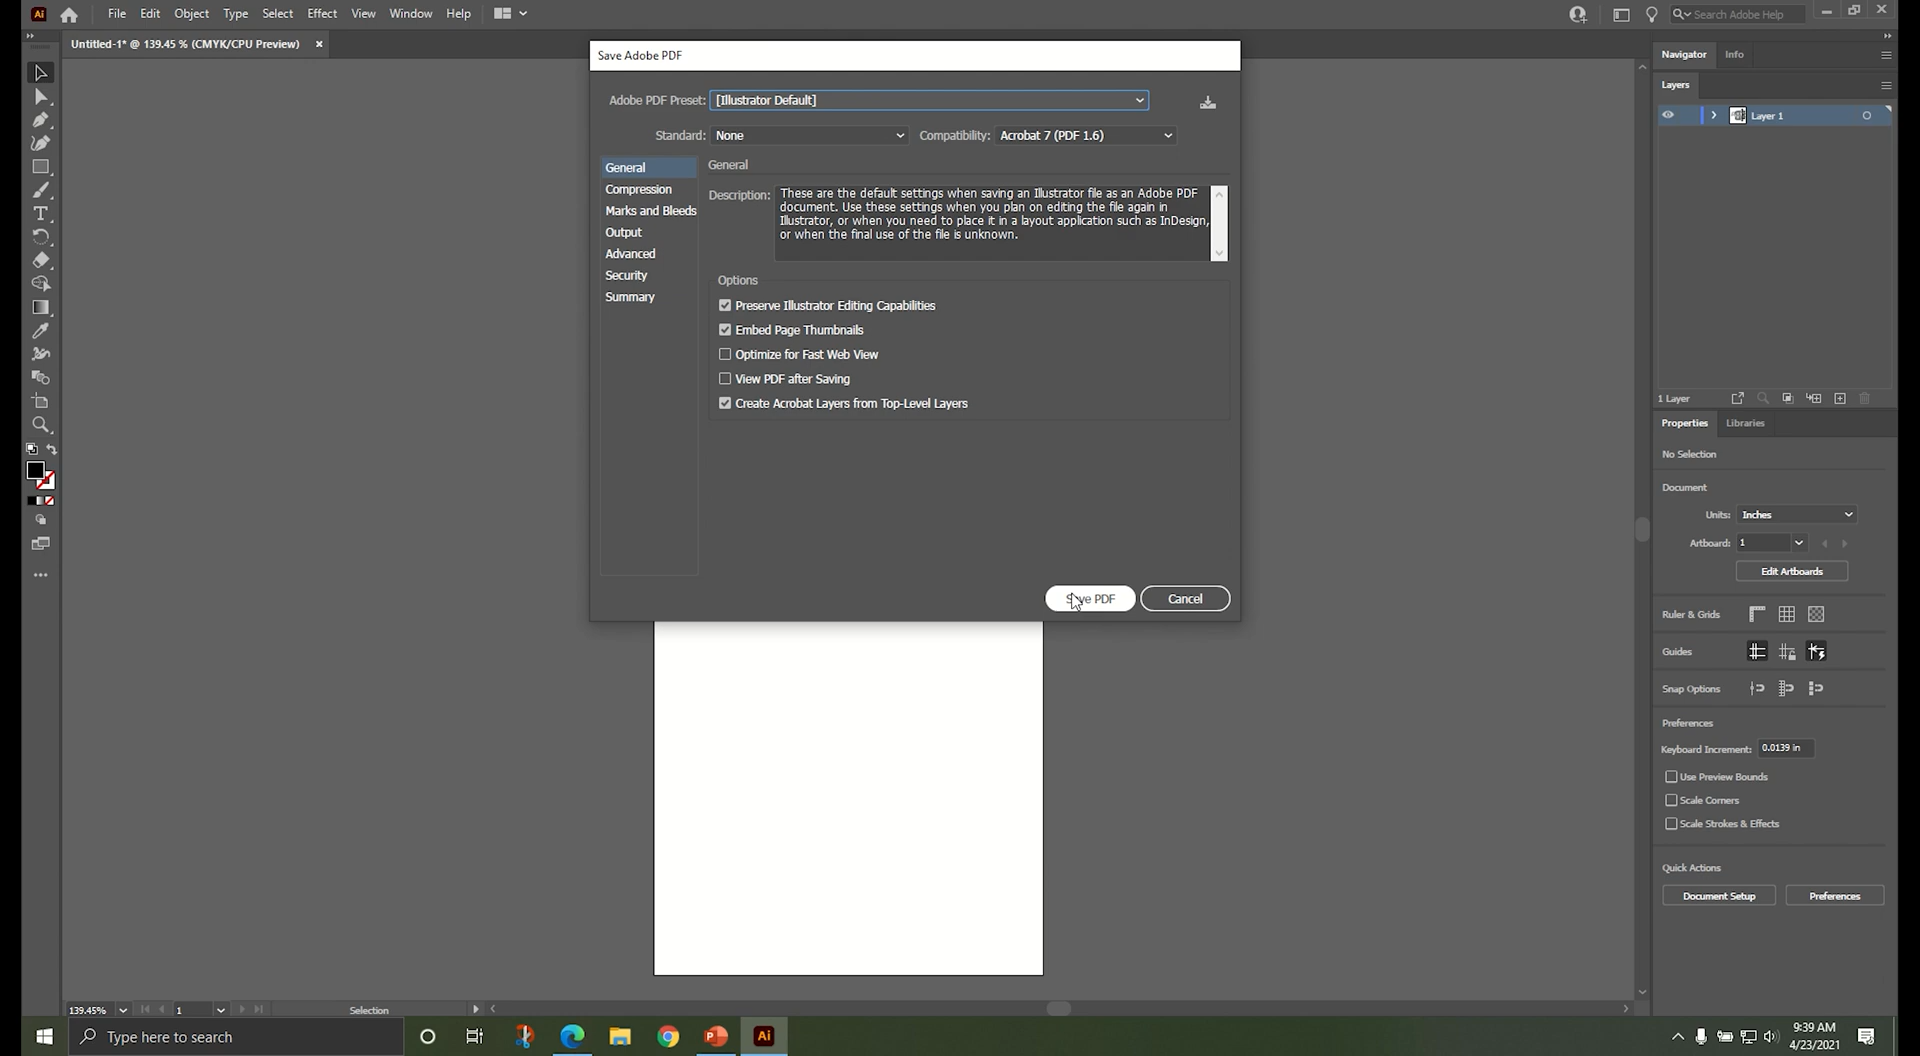 Ai File Edit Object Type Select Effect View Window Help
Search Adobe Help
Untitled-1* @ 139.45 % (CMYK/CPU Preview) ×
Save Adobe PDF
Adobe PDF Preset: [Illustrator Default]
Standard: None Compatibility: Acrobat 7 (PDF 1.6)
General
Compression
Marks and Bleeds
Output
Advanced
Security
Summary
General
Description: These are the default settings when saving an Illustrator file as an Adobe PDF
document. Use these settings when you plan on editing the file again in
Illustrator, or when you need to place it in a layout application such as InDesign,
or when the final use of the file is unknown.
Options
Preserve Illustrator Editing Capabilities
Embed Page Thumbnails
Optimize for Fast Web View
View PDF after Saving
Create Acrobat Layers from Top-Level Layers
Save PDF Cancel
Navigator Info
Layers
Layer 1
1 Layer
Properties Libraries
No Selection
Document
Units: Inches
Artboard: 1
Edit Artboards
Ruler & Grids
Guides
Snap Options
Preferences
Keyboard Increment: 0.0139 in
Use Preview Bounds
Scale Corners
Scale Strokes & Effects
Quick Actions
Document Setup Preferences
139.45% 1 Selection
Type here to search
Ai
9:39 AM
4/23/2021